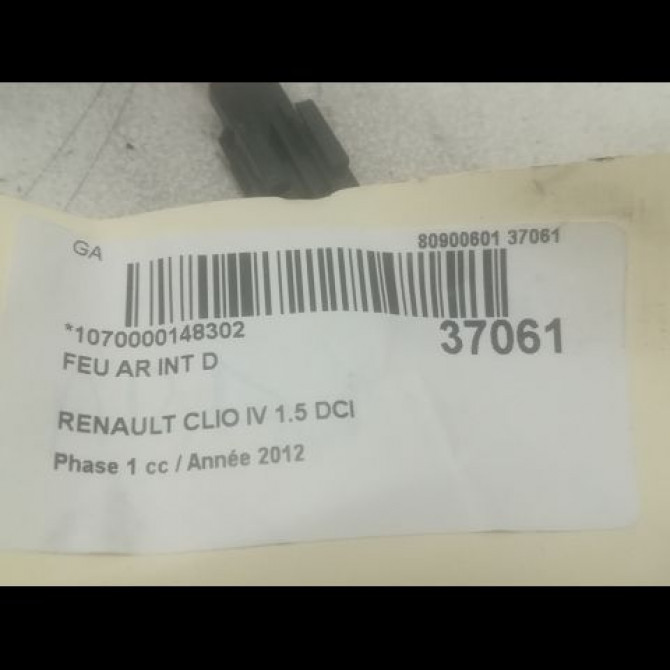 GA
80900601 37061
*1070000148302
37061
FEU AR INT D
RENAULT CLIO IV 1.5 DCI
Phase 1 cc / Année 2012